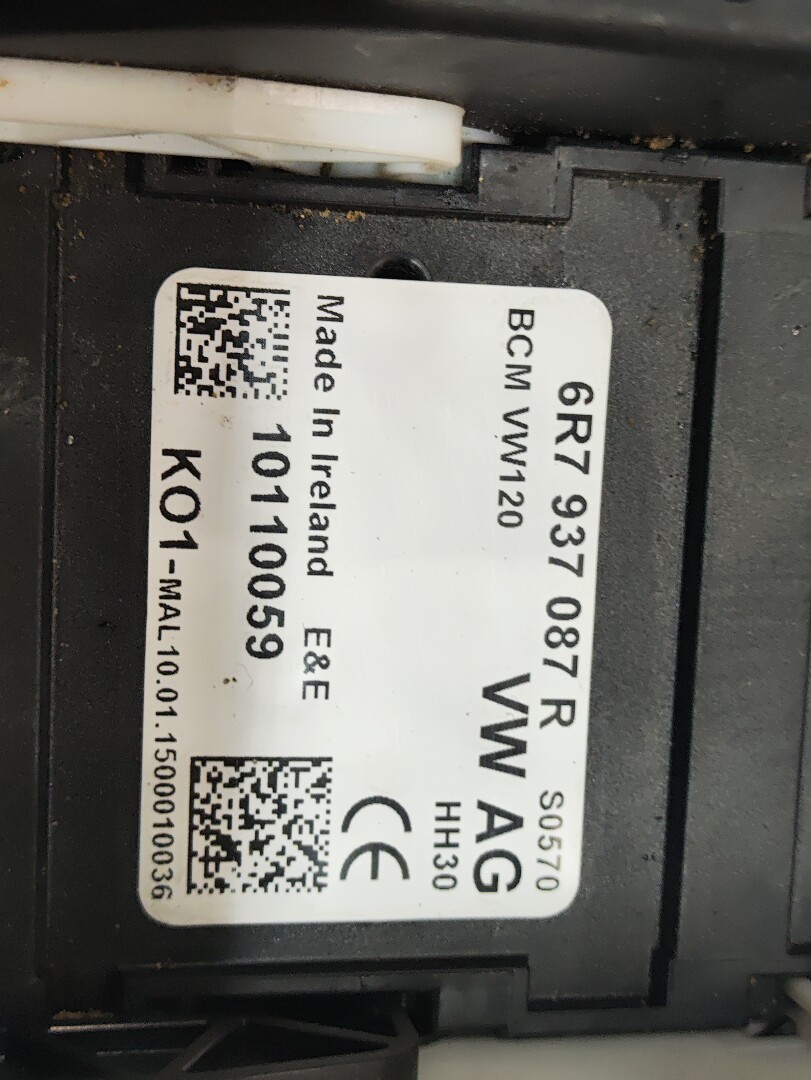 6R7 937 087 R S0570
BCM VW120 VW AG
HH30
Made In Ireland E&E
10110059
KO1-MAL10.01.1500010036